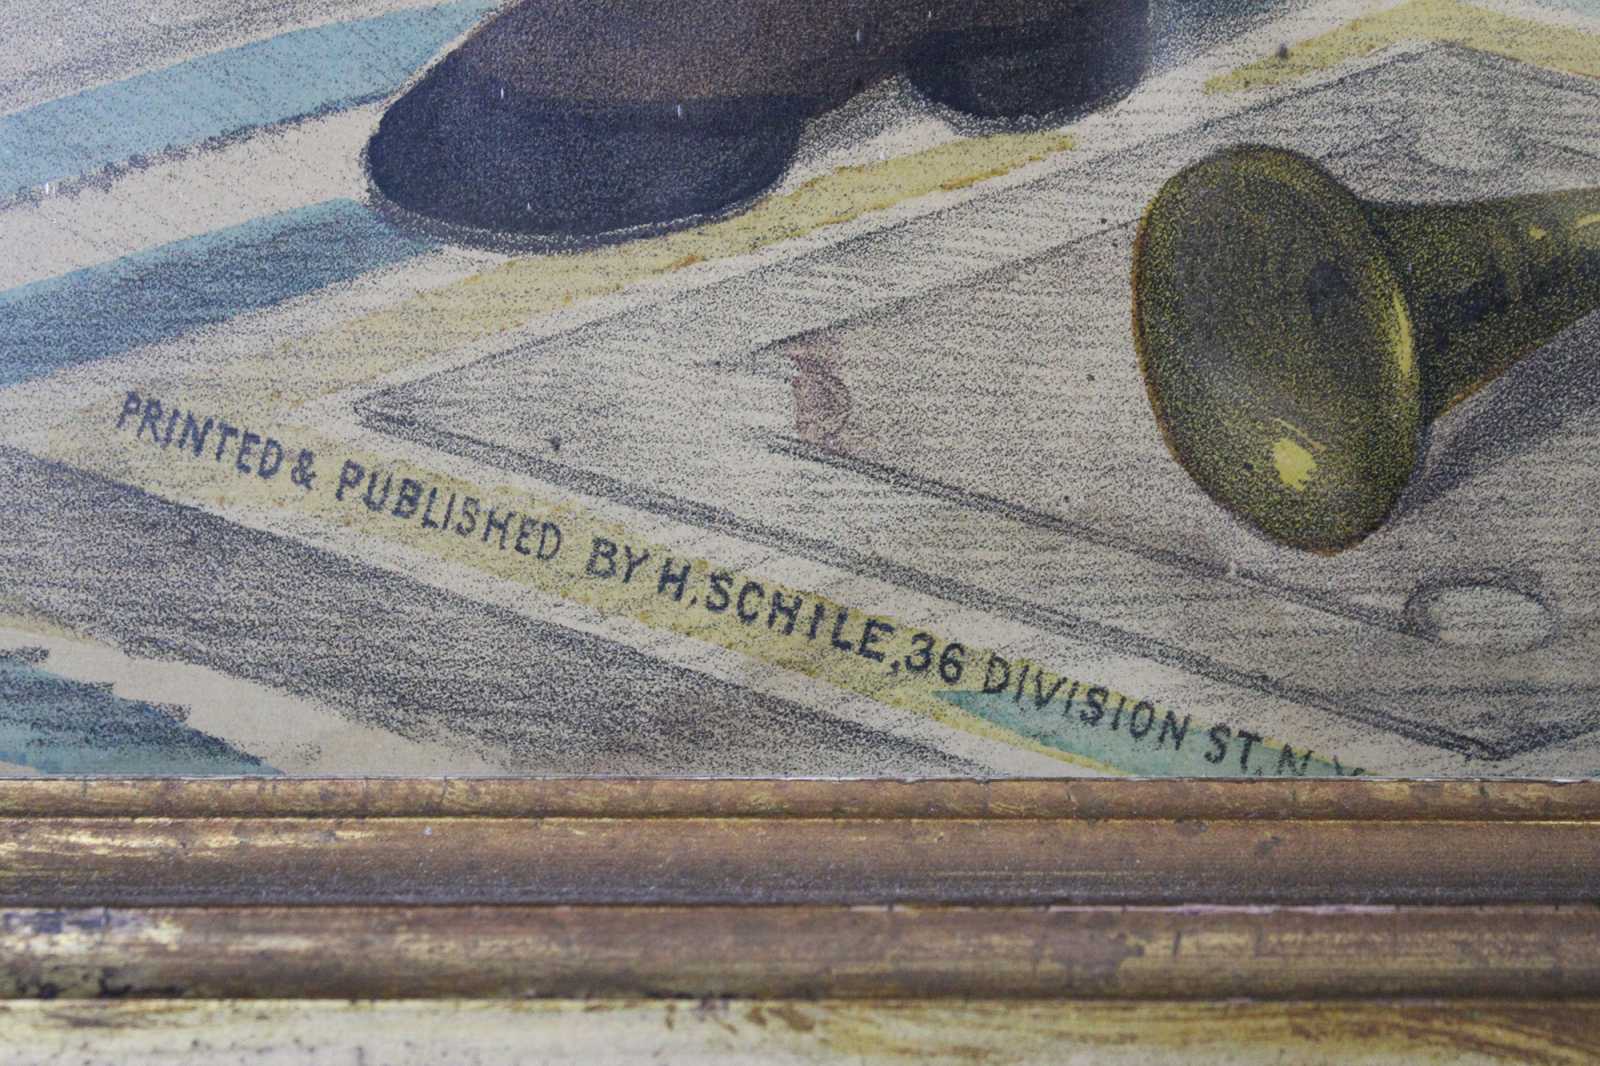 PRINTED & PUBLISHED BY H. SCHILE, 36 DIVISION ST. N.Y